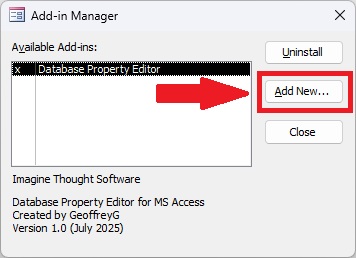 Add-in Manager
Available Add-ins:
x Database Property Editor
Uninstall
Add New...
Close
Imagine Thought Software
Database Property Editor for MS Access
Created by GeoffreyG
Version 1.0 (July 2025)